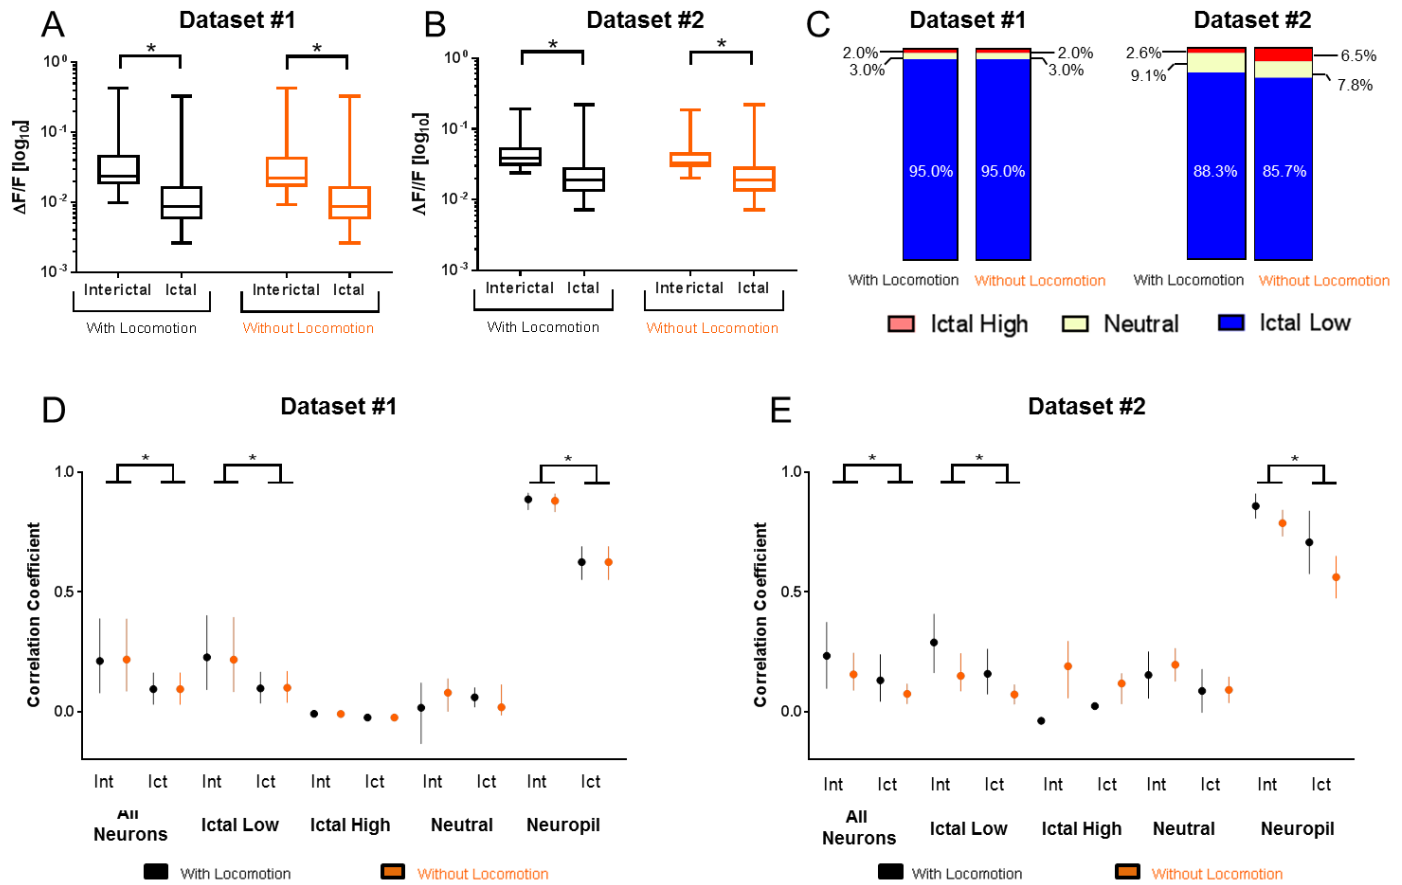 A
Dataset #1
B
Dataset #2
C
Dataset #1
Dataset #2
*
*
ΔF/F [log10]
10^0
10^-1
10^-2
10^-3
Interictal
Ictal
Interictal
Ictal
With Locomotion
Without Locomotion
*
*
ΔF//F [log10]
10^0
10^-1
10^-2
10^-3
Interictal
Ictal
Interictal
Ictal
With Locomotion
Without Locomotion
2.0%
3.0%
95.0%
95.0%
2.0%
3.0%
2.6%
9.1%
88.3%
85.7%
6.5%
7.8%
With Locomotion
Without Locomotion
With Locomotion
Without Locomotion
Ictal High
Neutral
Ictal Low
D
Dataset #1
Correlation Coefficient
1.0
0.5
0.0
*
*
*
Int
Ict
Int
Ict
Int
Ict
Int
Ict
Int
Ict
All
Neurons
Ictal Low
Ictal High
Neutral
Neuropil
With Locomotion
Without Locomotion
E
Dataset #2
Correlation Coefficient
1.0
0.5
0.0
*
*
*
Int
Ict
Int
Ict
Int
Ict
Int
Ict
Int
Ict
All
Neurons
Ictal Low
Ictal High
Neutral
Neuropil
With Locomotion
Without Locomotion